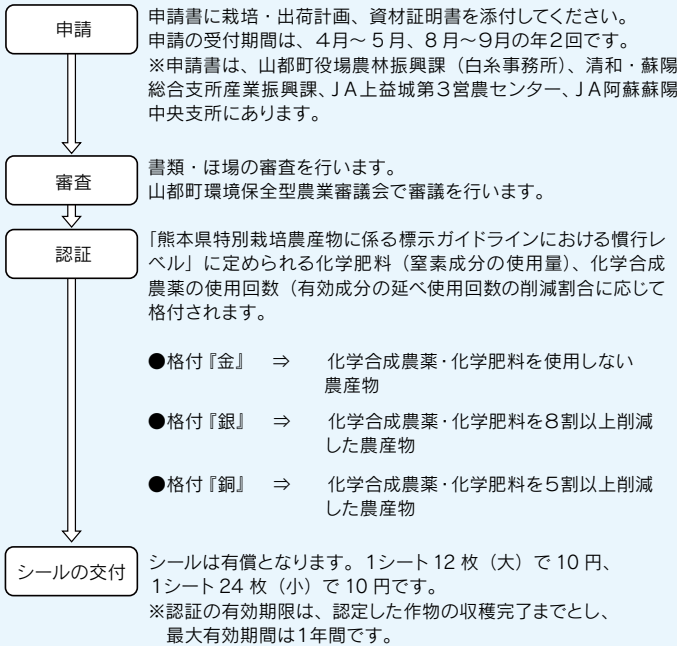 申請
申請書に栽培・出荷計画、資材証明書を添付してください。
申請の受付期間は、4月～5月、8月～9月の年2回です。
※申請書は、山都町役場農林振興課（白糸事務所）、清和・蘇陽
総合支所産業振興課、JA上益城第3営農センター、JA阿蘇蘇陽
中央支所にあります。
審査
書類・ほ場の審査を行います。
山都町環境保全型農業審議会で審議を行います。
認証
「熊本県特別栽培農産物に係る標示ガイドラインにおける慣行レ
ベル」に定められる化学肥料（窒素成分の使用量）、化学合成
農薬の使用回数（有効成分の延べ使用回数の削減割合に応じて
格付されます。
●格付『金』 ⇒ 化学合成農薬・化学肥料を使用しない
農産物
●格付『銀』 ⇒ 化学合成農薬・化学肥料を8割以上削減
した農産物
●格付『銅』 ⇒ 化学合成農薬・化学肥料を5割以上削減
した農産物
シールの交付
シールは有償となります。1シート12枚（大）で10円、
1シート24枚（小）で10円です。
※認証の有効期限は、認定した作物の収穫完了までとし、
最大有効期間は1年間です。